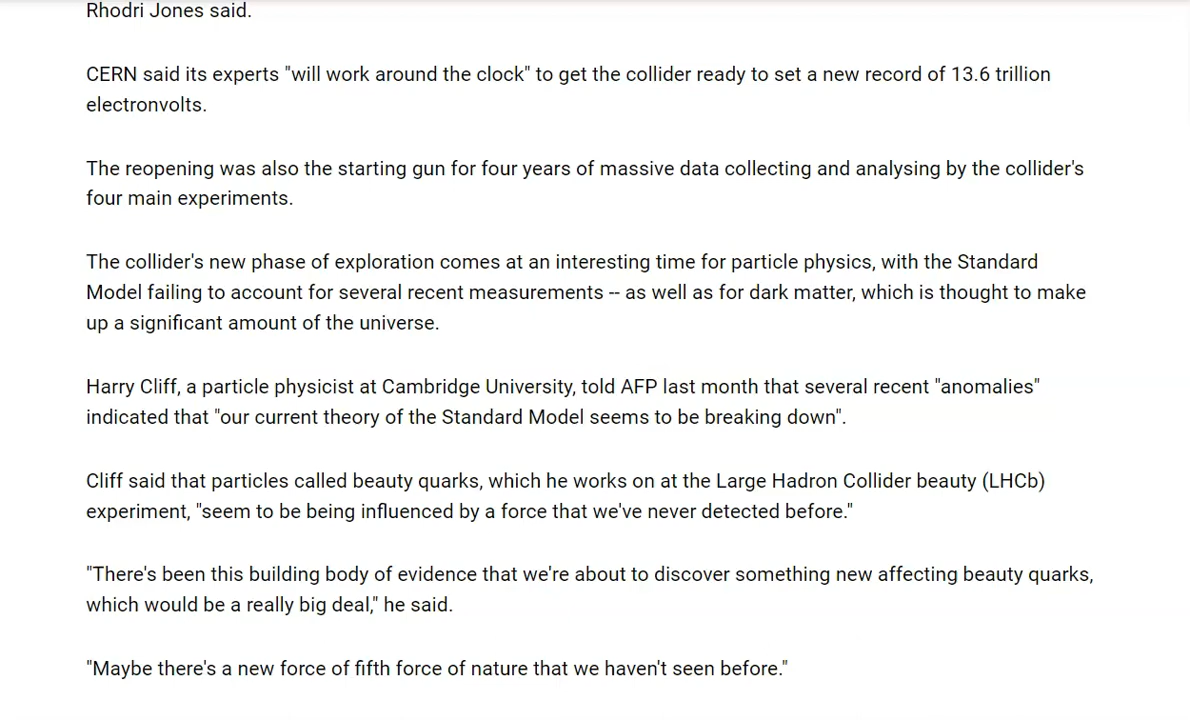 Rhodri Jones said.
CERN said its experts "will work around the clock" to get the collider ready to set a new record of 13.6 trillion
electronvolts.
The reopening was also the starting gun for four years of massive data collecting and analysing by the collider's
four main experiments.
The collider's new phase of exploration comes at an interesting time for particle physics, with the Standard
Model failing to account for several recent measurements -- as well as for dark matter, which is thought to make
up a significant amount of the universe.
Harry Cliff, a particle physicist at Cambridge University, told AFP last month that several recent "anomalies"
indicated that "our current theory of the Standard Model seems to be breaking down".
Cliff said that particles called beauty quarks, which he works on at the Large Hadron Collider beauty (LHCb)
experiment, "seem to be being influenced by a force that we've never detected before."
"There's been this building body of evidence that we're about to discover something new affecting beauty quarks,
which would be a really big deal," he said.
"Maybe there's a new force of fifth force of nature that we haven't seen before."